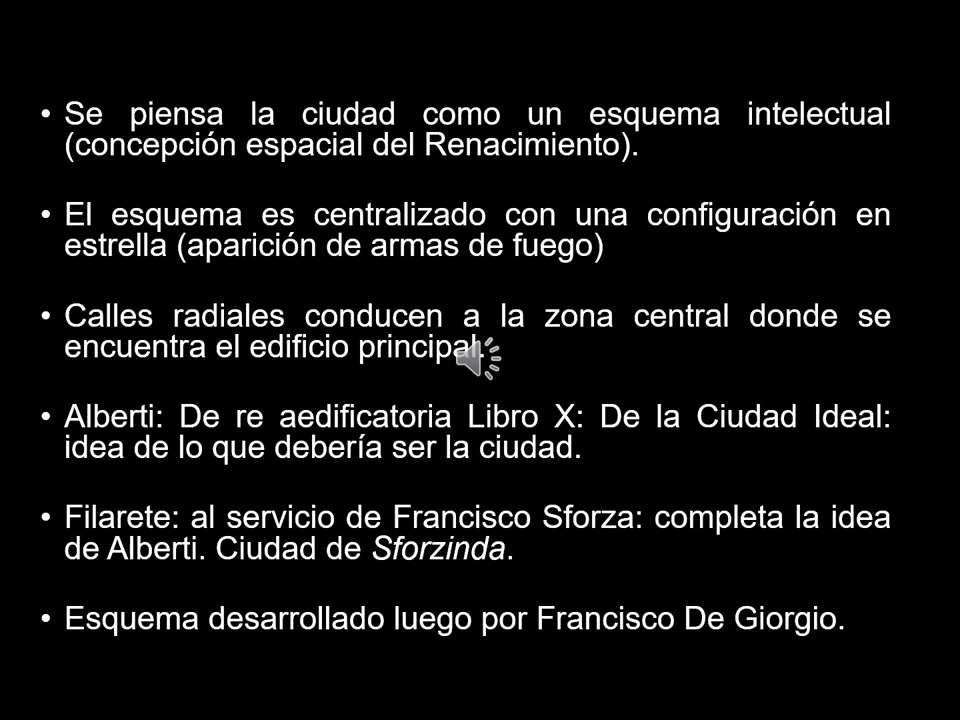 • Se piensa la ciudad como un esquema intelectual
(concepción espacial del Renacimiento).
• El esquema es centralizado con una configuración en
estrella (aparición de armas de fuego)
• Calles radiales conducen a la zona central donde se
encuentra el edificio principal.
• Alberti: De re aedificatoria Libro X: De la Ciudad Ideal:
idea de lo que debería ser la ciudad.
• Filarete: al servicio de Francisco Sforza: completa la idea
de Alberti. Ciudad de Sforzinda.
• Esquema desarrollado luego por Francisco De Giorgio.